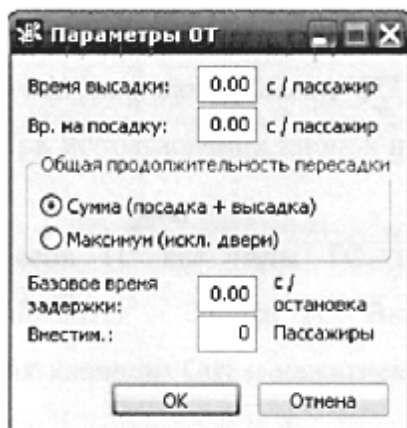 Параметры ОТ
Время высадки: 0.00 с / пассажир
Вр. на посадку: 0.00 с / пассажир
Общая продолжительность пересадки
Сумма (посадка + высадка)
Максимум (искл. двери)
Базовое время задержки: 0.00 с / остановка
Вместим.: 0 Пассажиры
OK Отмена